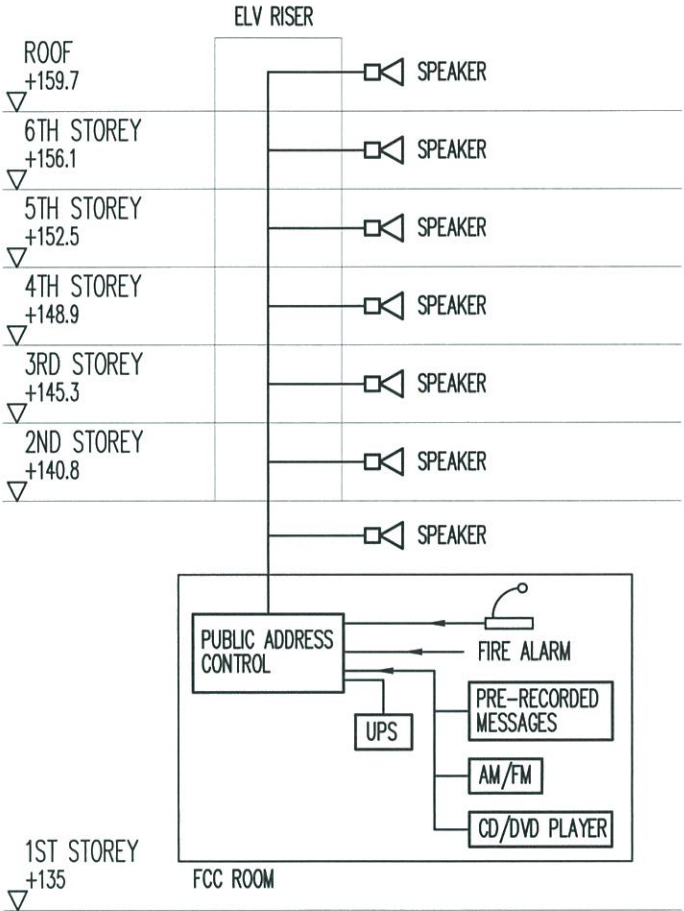 ELV RISER
ROOF
+159.7
SPEAKER
6TH STOREY
+156.1
SPEAKER
5TH STOREY
+152.5
SPEAKER
4TH STOREY
+148.9
SPEAKER
3RD STOREY
+145.3
SPEAKER
2ND STOREY
+140.8
SPEAKER
SPEAKER
PUBLIC ADDRESS
CONTROL
FIRE ALARM
PRE-RECORDED
MESSAGES
UPS
AM/FM
CD/DVD PLAYER
1ST STOREY
+135
FCC ROOM